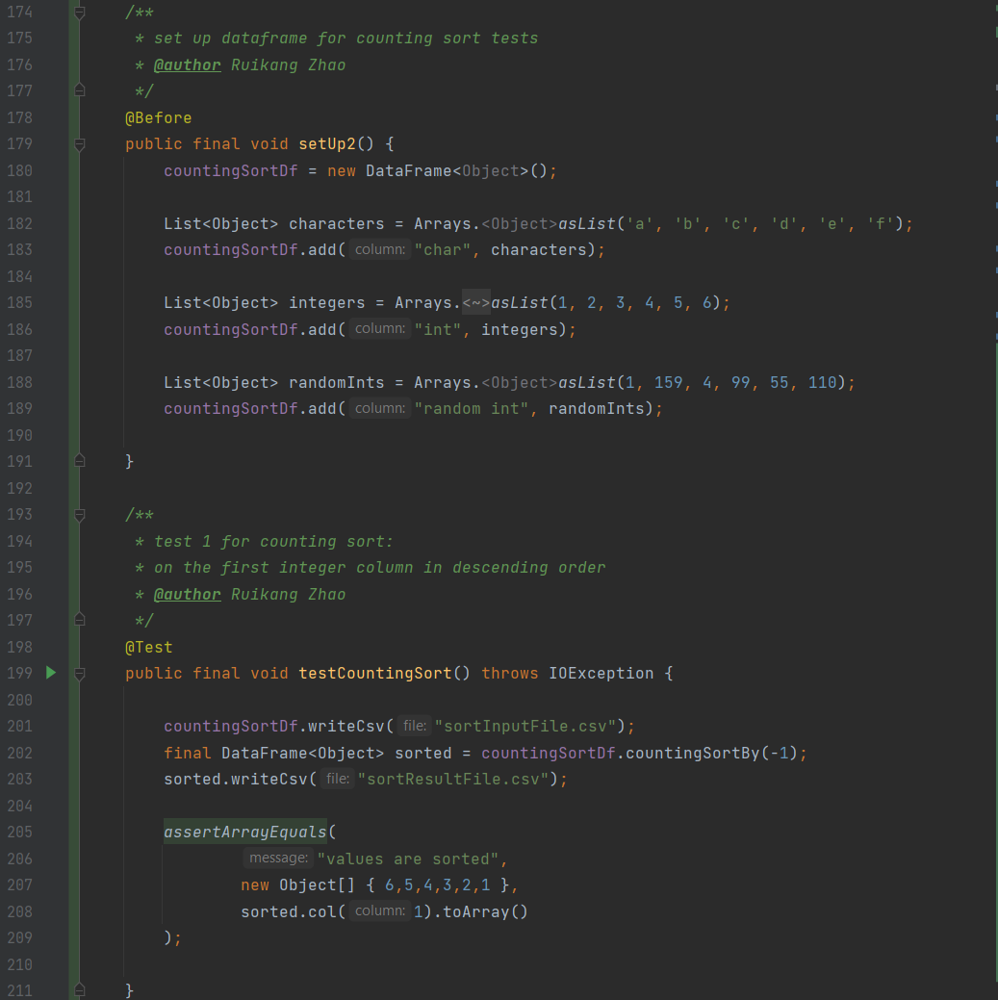 174 /**
175 * set up dataframe for counting sort tests
176 * @author Ruikang Zhao
177 */
178 @Before
179 public final void setUp2() {
180 countingSortDf = new DataFrame<Object>();
181
182 List<Object> characters = Arrays.<Object>asList('a', 'b', 'c', 'd', 'e', 'f');
183 countingSortDf.add( column: "char", characters);
184
185 List<Object> integers = Arrays.<~>asList(1, 2, 3, 4, 5, 6);
186 countingSortDf.add( column: "int", integers);
187
188 List<Object> randomInts = Arrays.<Object>asList(1, 159, 4, 99, 55, 110);
189 countingSortDf.add( column: "random int", randomInts);
190
191 }
192
193 /**
194 * test 1 for counting sort:
195 * on the first integer column in descending order
196 * @author Ruikang Zhao
197 */
198 @Test
199 public final void testCountingSort() throws IOException {
200
201 countingSortDf.writeCsv( file: "sortInputFile.csv");
202 final DataFrame<Object> sorted = countingSortDf.countingSortBy(-1);
203 sorted.writeCsv( file: "sortResultFile.csv");
204
205 assertArrayEquals(
206 message: "values are sorted",
207 new Object[] { 6,5,4,3,2,1 },
208 sorted.col( column: 1).toArray()
209 );
210
211 }